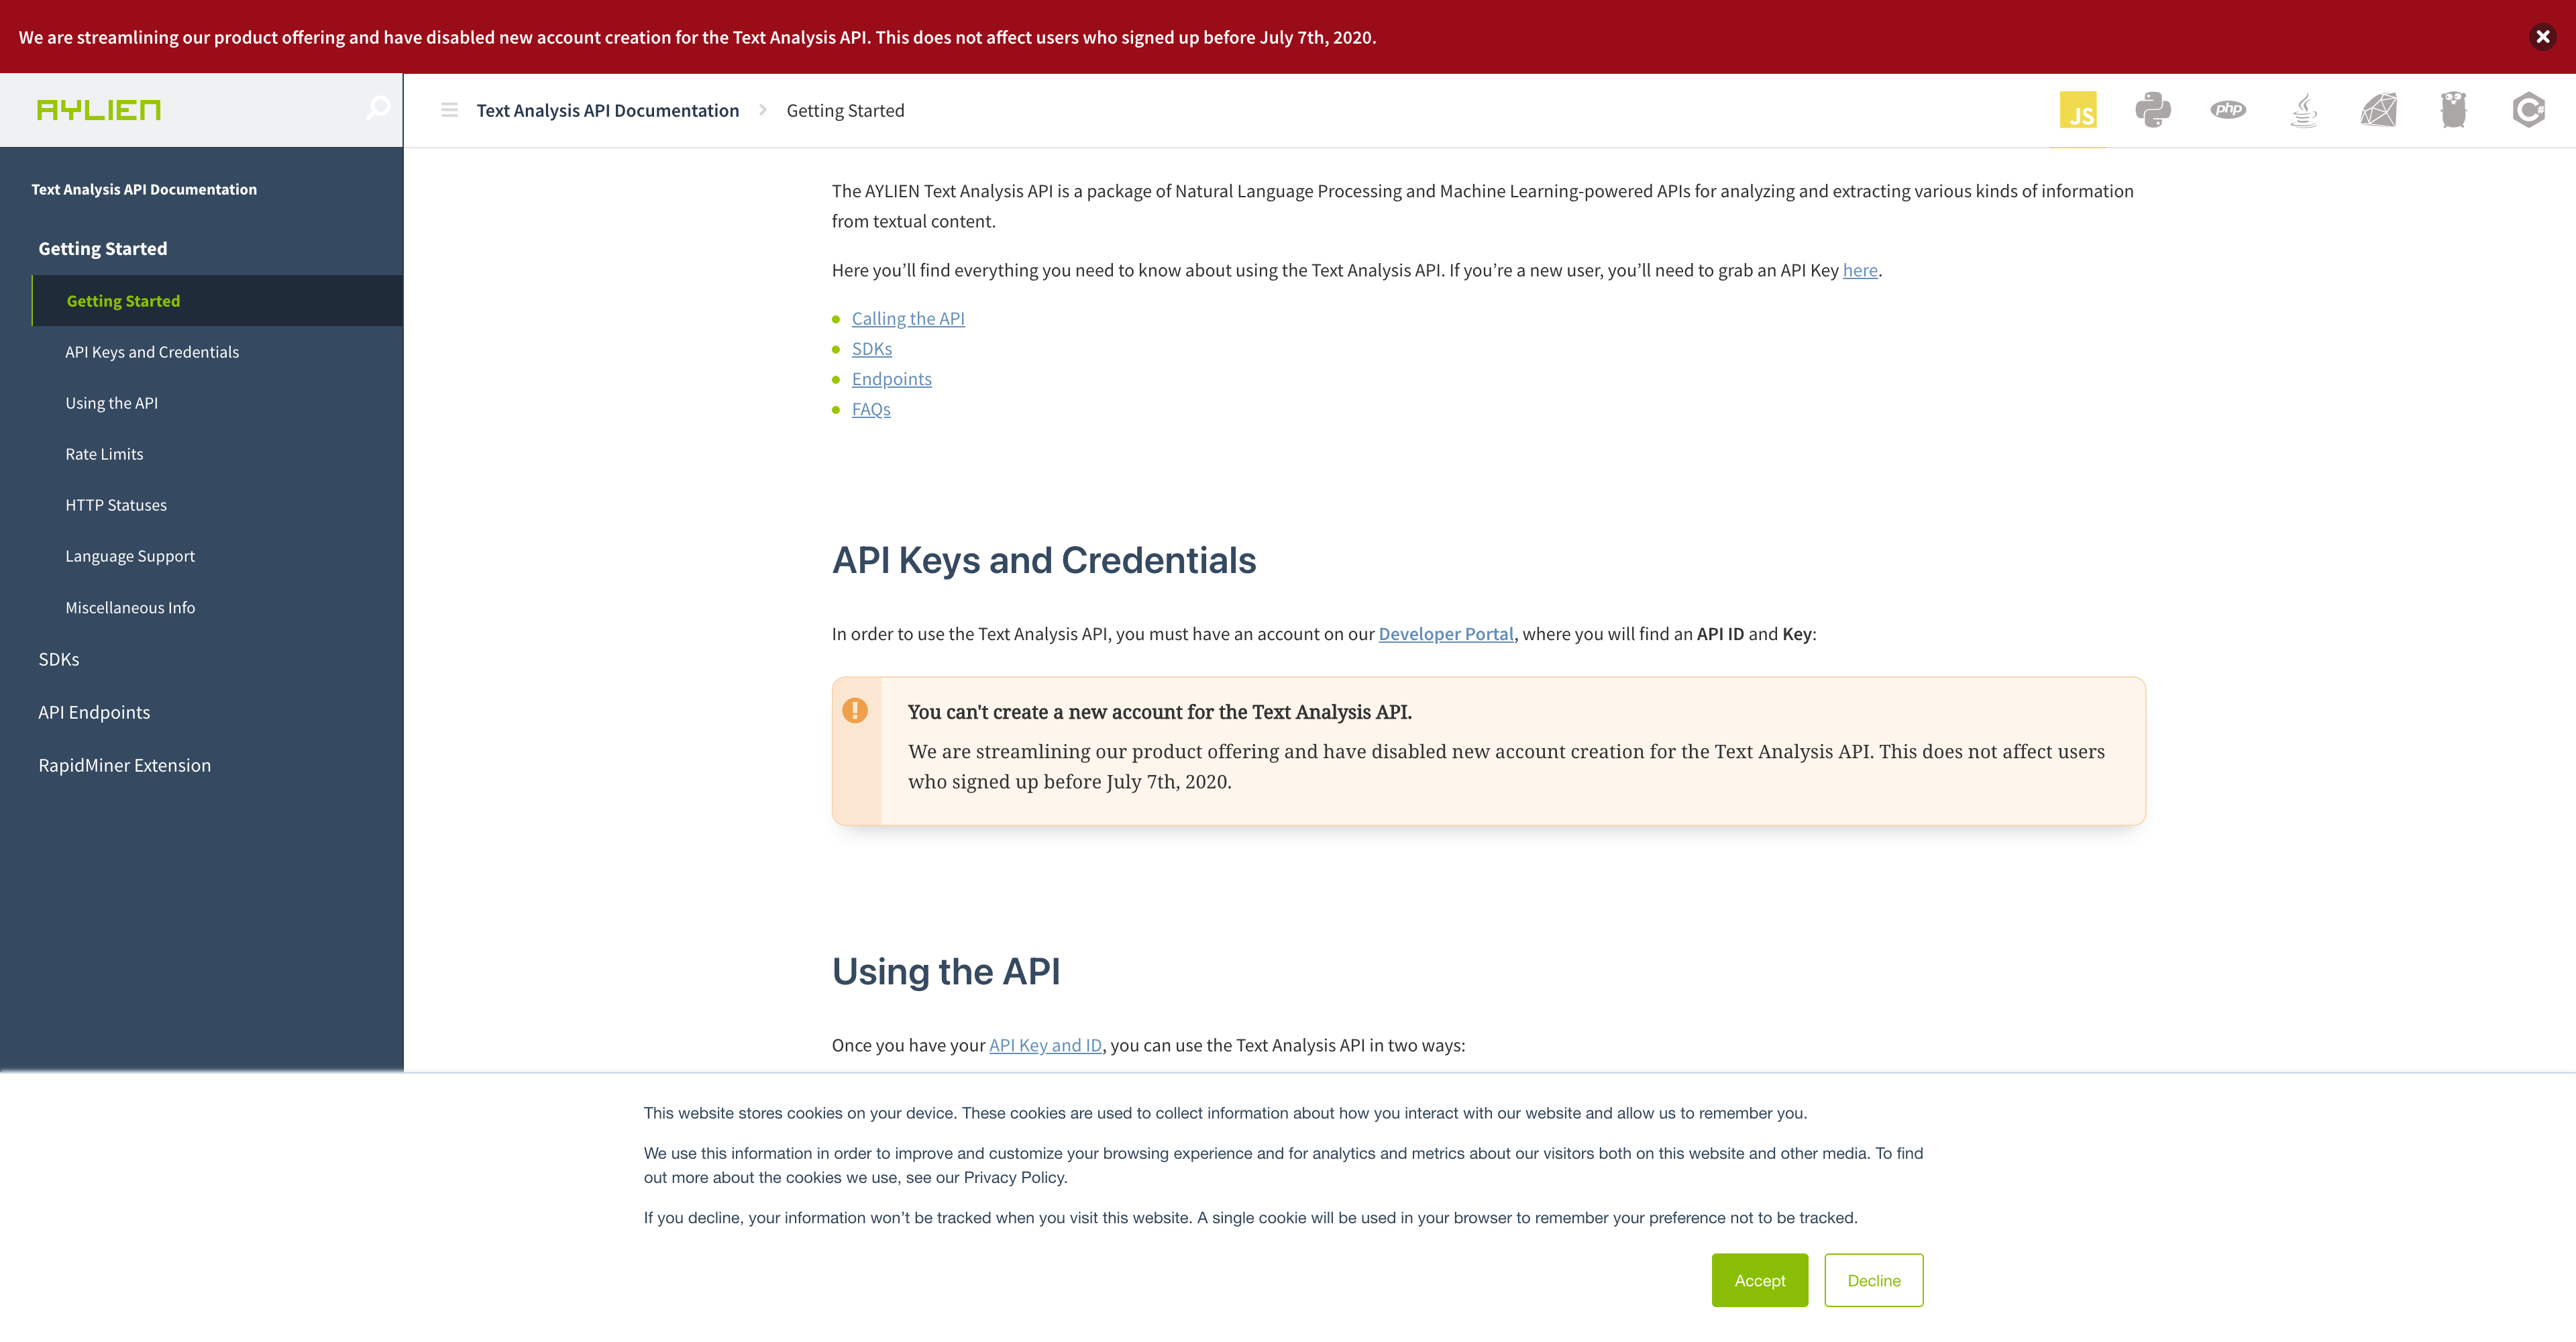 We are streamlining our product offering and have disabled new account creation for the Text Analysis API. This does not affect users who signed up before July 7th, 2020.
AYLIEN
Text Analysis API Documentation
Getting Started
JS
php
C#
Text Analysis API Documentation
Getting Started
Getting Started
API Keys and Credentials
Using the API
Rate Limits
HTTP Statuses
Language Support
Miscellaneous Info
SDKs
API Endpoints
RapidMiner Extension
The AYLIEN Text Analysis API is a package of Natural Language Processing and Machine Learning-powered APIs for analyzing and extracting various kinds of information
from textual content.
Here you’ll find everything you need to know about using the Text Analysis API. If you’re a new user, you’ll need to grab an API Key here.
Calling the API
SDKs
Endpoints
FAQs
API Keys and Credentials
In order to use the Text Analysis API, you must have an account on our Developer Portal, where you will find an API ID and Key:
You can't create a new account for the Text Analysis API.
We are streamlining our product offering and have disabled new account creation for the Text Analysis API. This does not affect users
who signed up before July 7th, 2020.
Using the API
Once you have your API Key and ID, you can use the Text Analysis API in two ways:
This website stores cookies on your device. These cookies are used to collect information about how you interact with our website and allow us to remember you.
We use this information in order to improve and customize your browsing experience and for analytics and metrics about our visitors both on this website and other media. To find
out more about the cookies we use, see our Privacy Policy.
If you decline, your information won’t be tracked when you visit this website. A single cookie will be used in your browser to remember your preference not to be tracked.
Accept
Decline